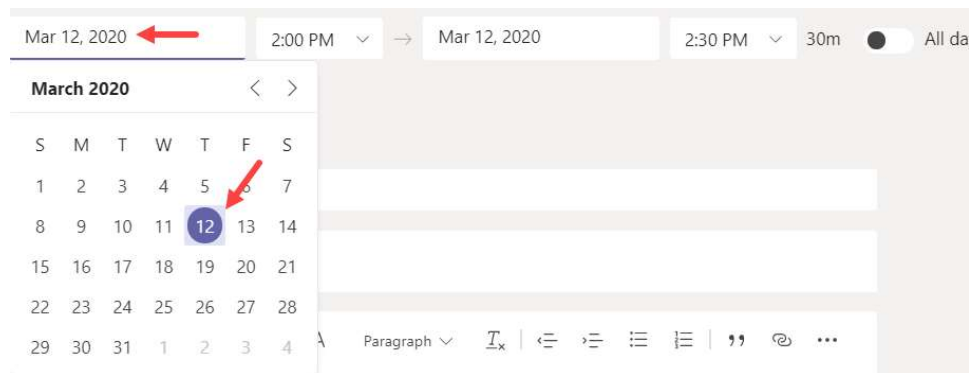 Mar 12, 2020 2:00 PM Mar 12, 2020 2:30 PM 30m All da
March 2020
S M T W T F S
1 2 3 4 5 6 7
8 9 10 11 12 13 14
15 16 17 18 19 20 21
22 23 24 25 26 27 28
29 30 31 1 2 3 4
Paragraph